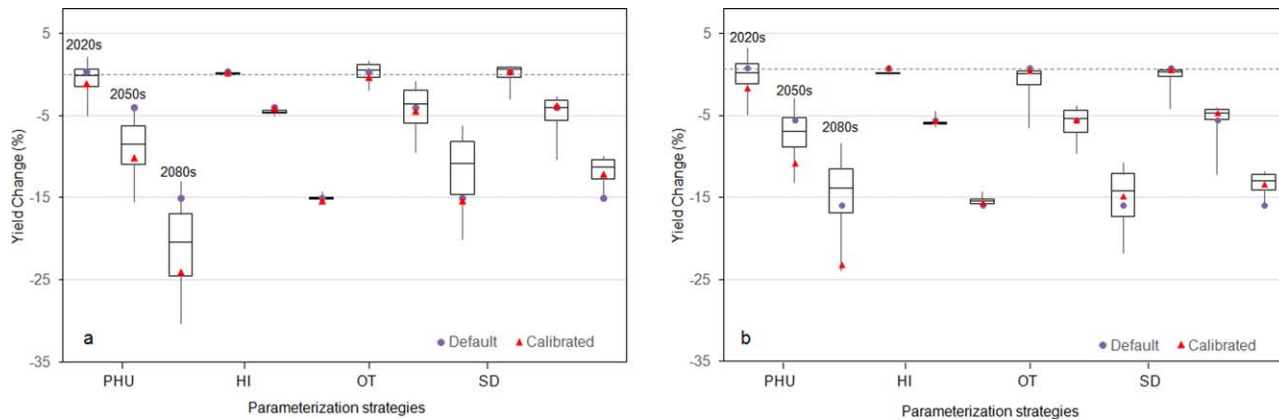 5
-5
-15
-25
-35
Yield Change (%)
2020s
2050s
2080s
a
Default
Calibrated
PHU
HI
OT
SD
Parameterization strategies
5
-5
-15
-25
-35
Yield Change (%)
2020s
2050s
2080s
b
Default
Calibrated
PHU
HI
OT
SD
Parameterization strategies